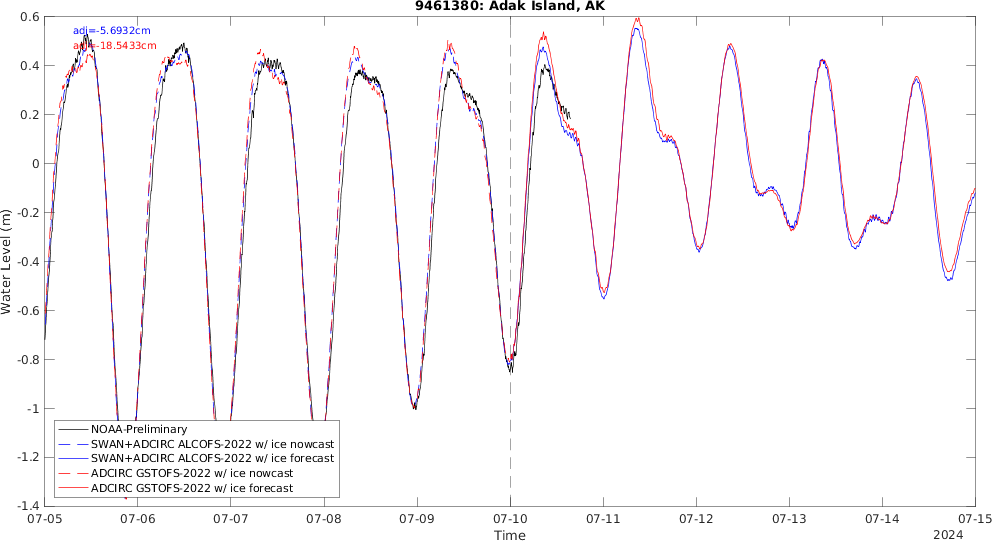 9461380: Adak Island, AK
adj=-5.6932cm
adj=-18.5433cm
0.6
0.4
0.2
0
-0.2
-0.4
-0.6
-0.8
-1
-1.2
-1.4
Water Level (m)
NOAA-Preliminary
SWAN+ADCIRC ALCOFS-2022 w/ ice nowcast
SWAN+ADCIRC ALCOFS-2022 w/ ice forecast
ADCIRC GSTOFS-2022 w/ ice nowcast
ADCIRC GSTOFS-2022 w/ ice forecast
07-05 07-06 07-07 07-08 07-09 07-10 07-11 07-12 07-13 07-14 07-15
Time
2024